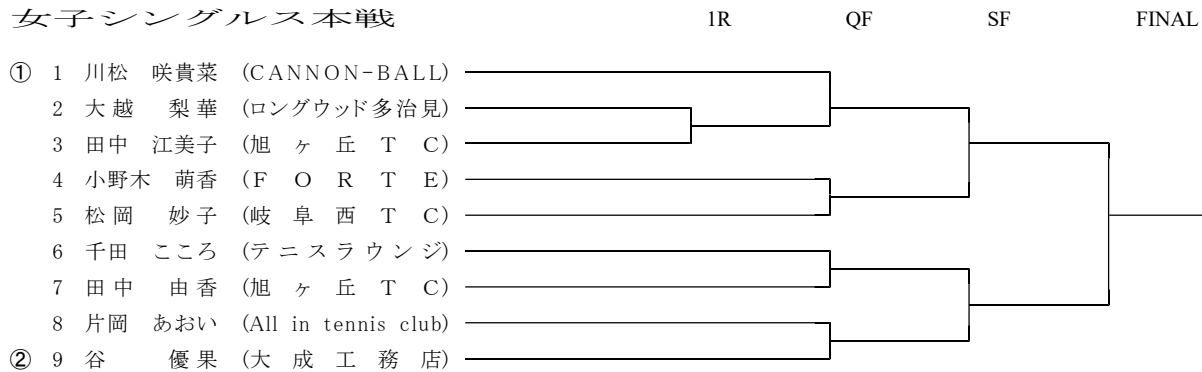 女子シングルス本戦 1R QF SF FINAL
① 1 川松 咲貴菜 (CANNON-BALL)
2 大越 梨華 (ロングウッド多治見)
3 田中 江美子 (旭ヶ丘TC)
4 小野木 萌香 (FORTE)
5 松岡 妙子 (岐阜西TC)
6 千田 こころ (テニスラウンジ)
7 田中 由香 (旭ヶ丘TC)
8 片岡 あおい (All in tennis club)
② 9 谷 優果 (大成工務店)